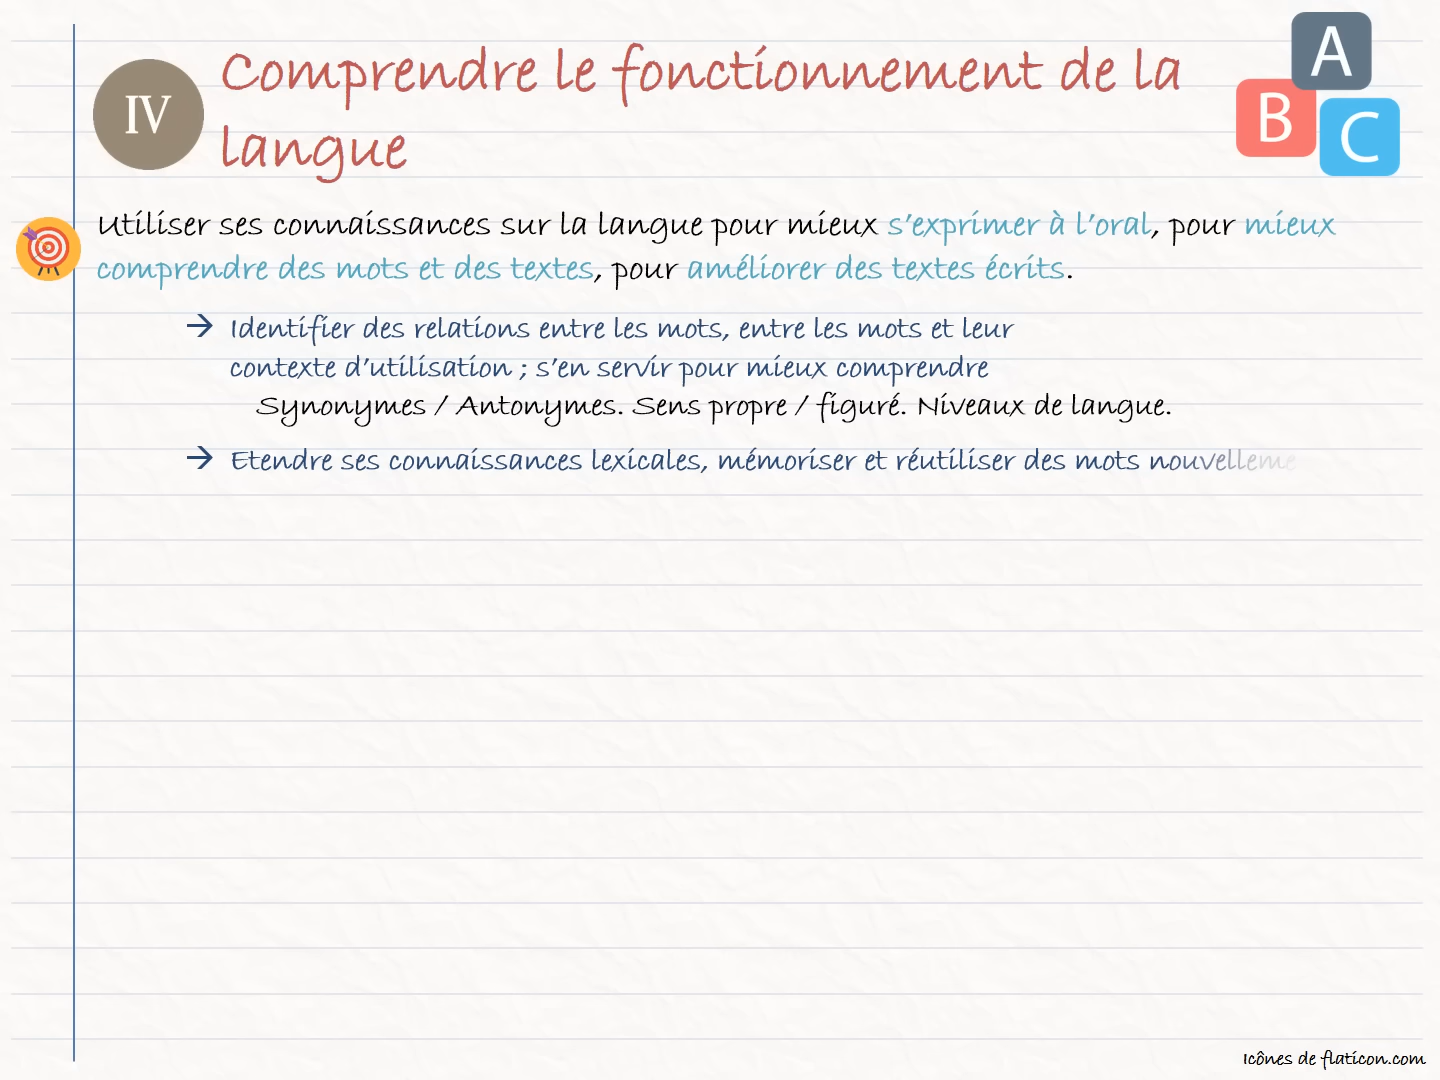 IV
Comprendre le fonctionnement de la
langue
A
B
C
Utiliser ses connaissances sur la langue pour mieux s'exprimer à l'oral, pour mieux
comprendre des mots et des textes, pour améliorer des textes écrits.
→ Identifier des relations entre les mots, entre les mots et leur
contexte d'utilisation ; s'en servir pour mieux comprendre
Synonymes / Antonymes. Sens propre / figuré. Niveaux de langue.
→ Etendre ses connaissances lexicales, mémoriser et réutiliser des mots
Icônes de flaticon.com